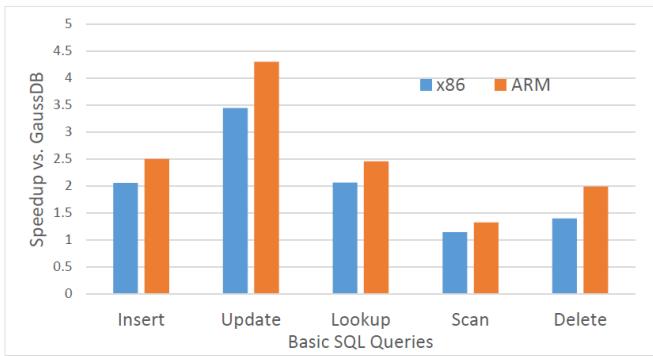 5
4.5
4
3.5
3
2.5
2
1.5
1
0.5
0
Speedup vs. GaussDB
x86 ARM
Insert Update Lookup Scan Delete
Basic SQL Queries